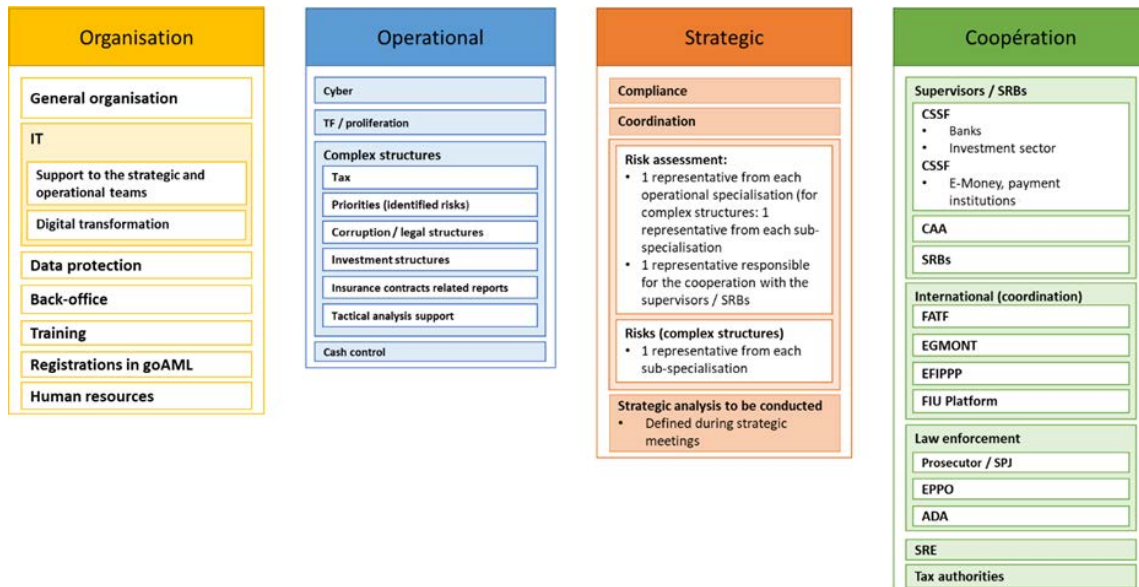 Organisation
General organisation
IT
Support to the strategic and
operational teams
Digital transformation
Data protection
Back-office
Training
Registrations in goAML
Human resources
Operational
Cyber
TF / proliferation
Complex structures
Tax
Priorities (identified risks)
Corruption / legal structures
Investment structures
Insurance contracts related reports
Tactical analysis support
Cash control
Strategic
Compliance
Coordination
Risk assessment:
• 1 representative from each
operational specialisation (for
complex structures: 1
representative from each sub-
specialisation
• 1 representative responsible
for the cooperation with the
supervisors / SRBs
Risks (complex structures)
• 1 representative from each
sub-specialisation
Strategic analysis to be conducted
• Defined during strategic
meetings
Coopération
Supervisors / SRBs
CSSF
• Banks
• Investment sector
CSSF
• E-Money, payment
institutions
CAA
SRBs
International (coordination)
FATF
EGMONT
EFIPPP
FIU Platform
Law enforcement
Prosecutor / SPJ
EPPO
ADA
SRE
Tax authorities